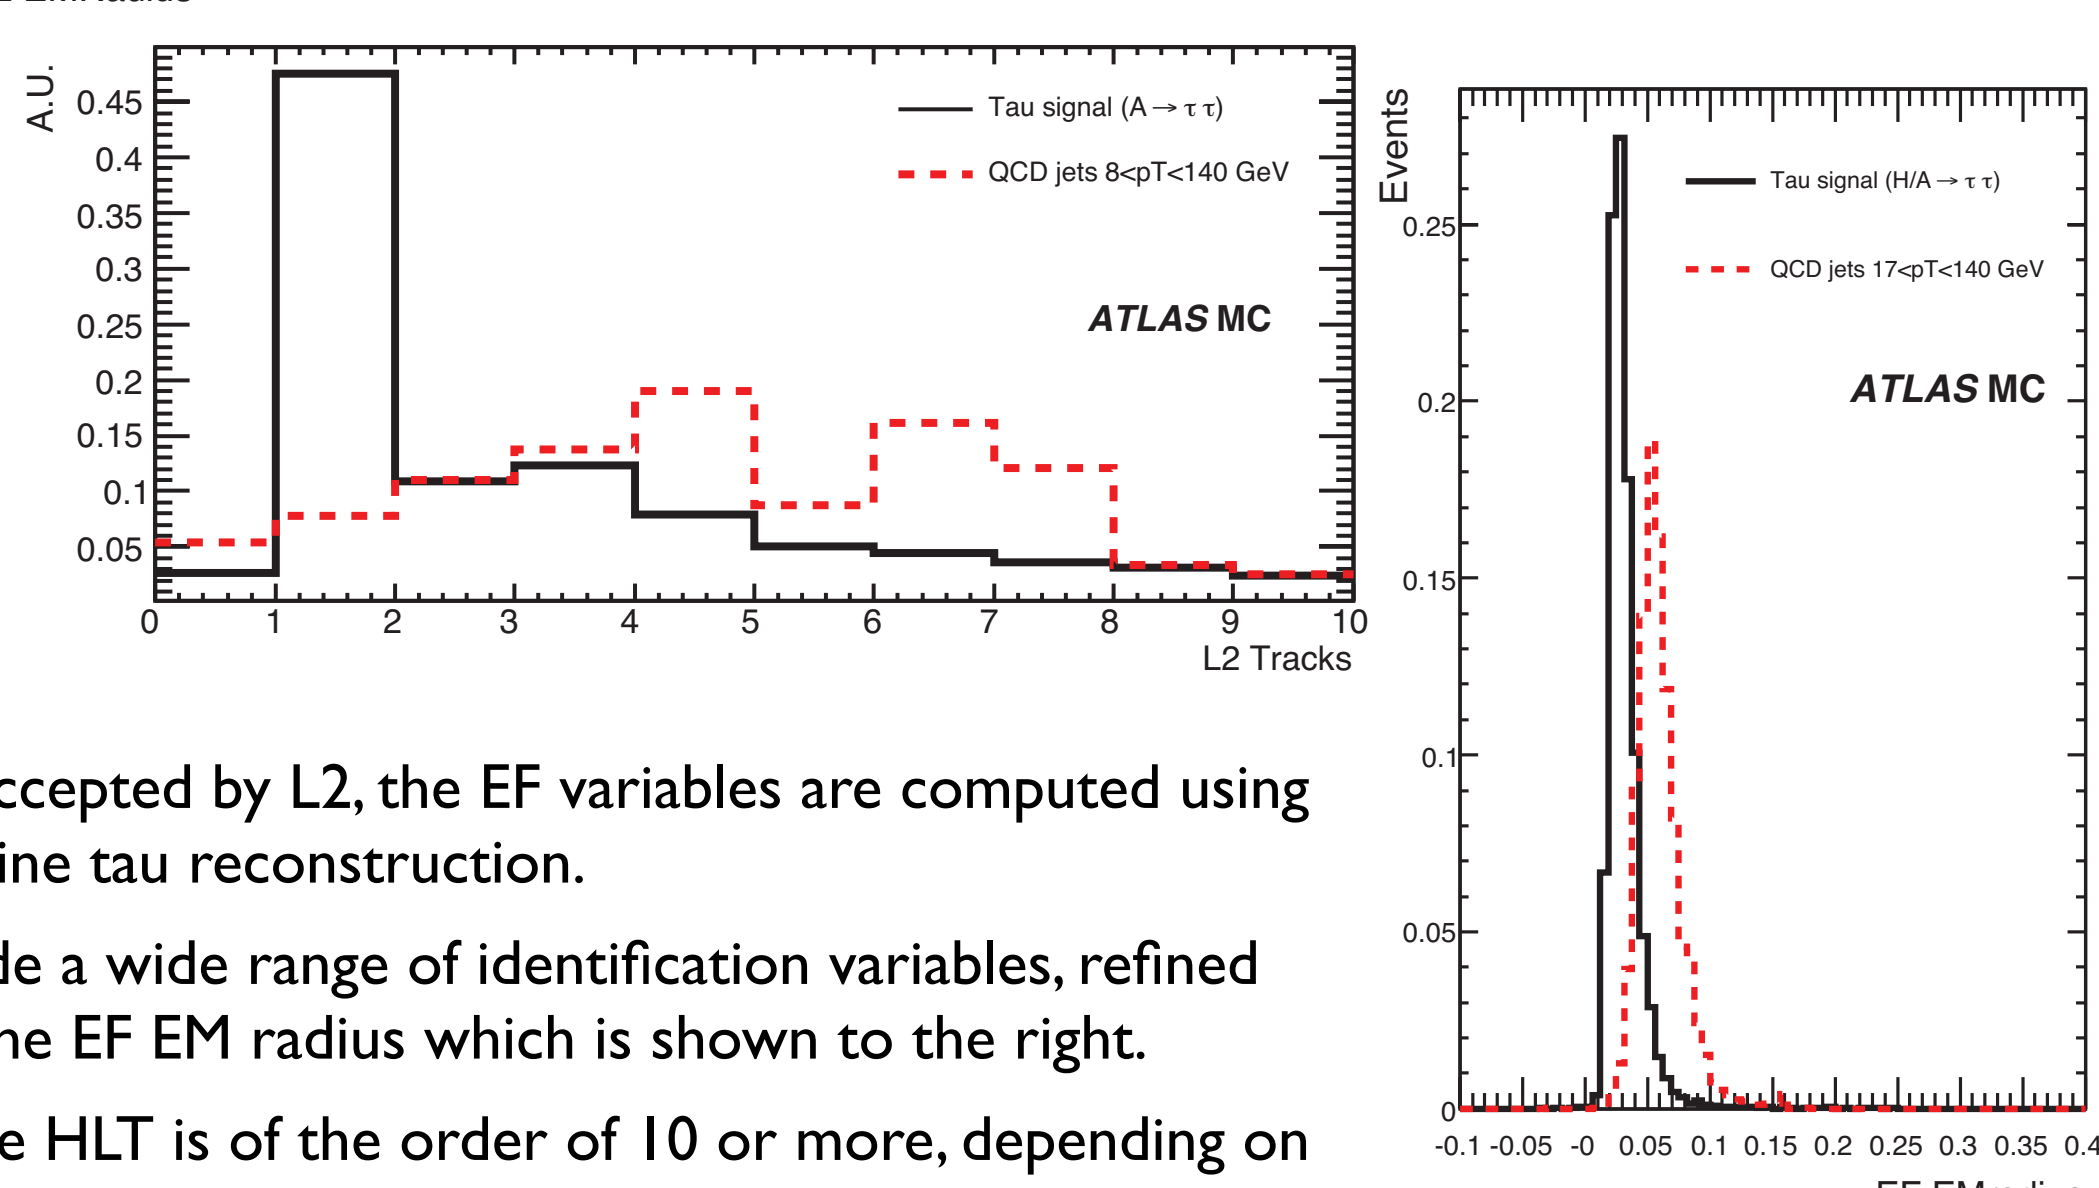 A.U.
0.45
0.4
0.35
0.3
0.25
0.2
0.15
0.1
0.05
Tau signal (A → τ τ)
QCD jets 8<pT<140 GeV
ATLAS MC
0 1 2 3 4 5 6 7 8 9 10
L2 Tracks
Events
0.25
0.2
0.15
0.1
0.05
0
Tau signal (H/A → τ τ)
QCD jets 17<pT<140 GeV
ATLAS MC
-0.1 -0.05 -0 0.05 0.1 0.15 0.2 0.25 0.3 0.35 0.4
ccepted by L2, the EF variables are computed using
ine tau reconstruction.
de a wide range of identification variables, refined
ne EF EM radius which is shown to the right.
e HLT is of the order of 10 or more, depending on